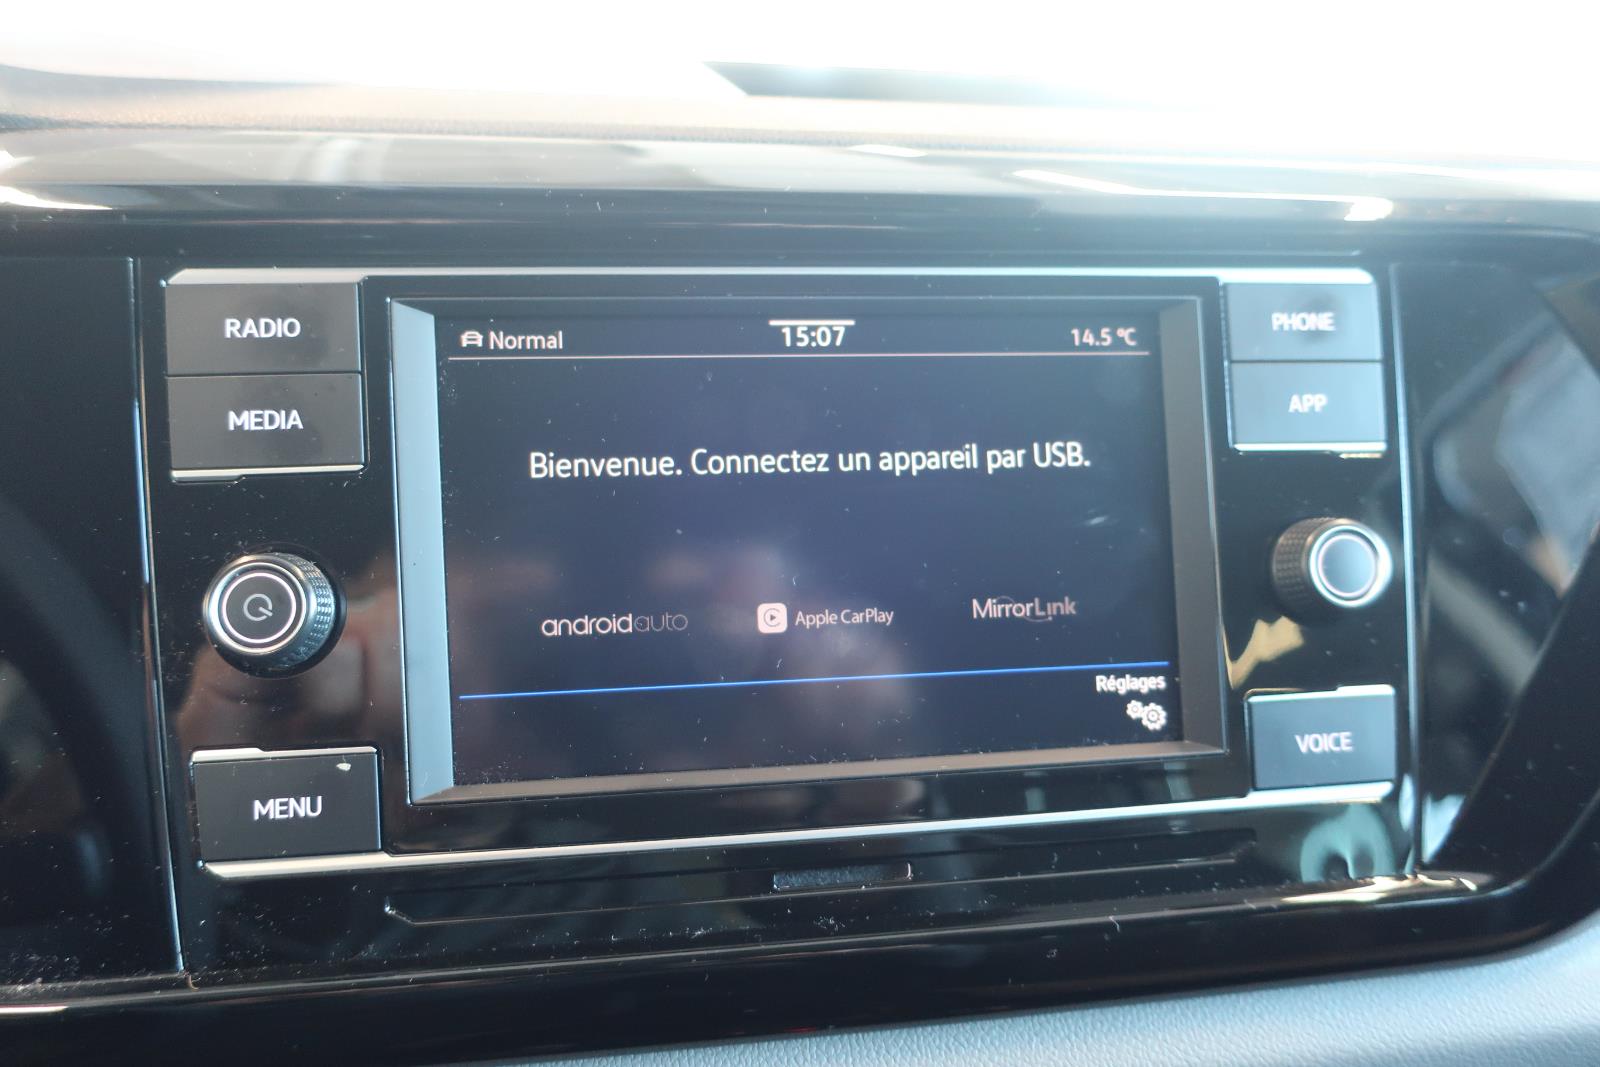 RADIO
MEDIA
MENU
Normal
15:07
14.5 °C
Bienvenue. Connectez un appareil par USB.
androidauto
Apple CarPlay
MirrorLink
Réglages
PHONE
APP
VOICE